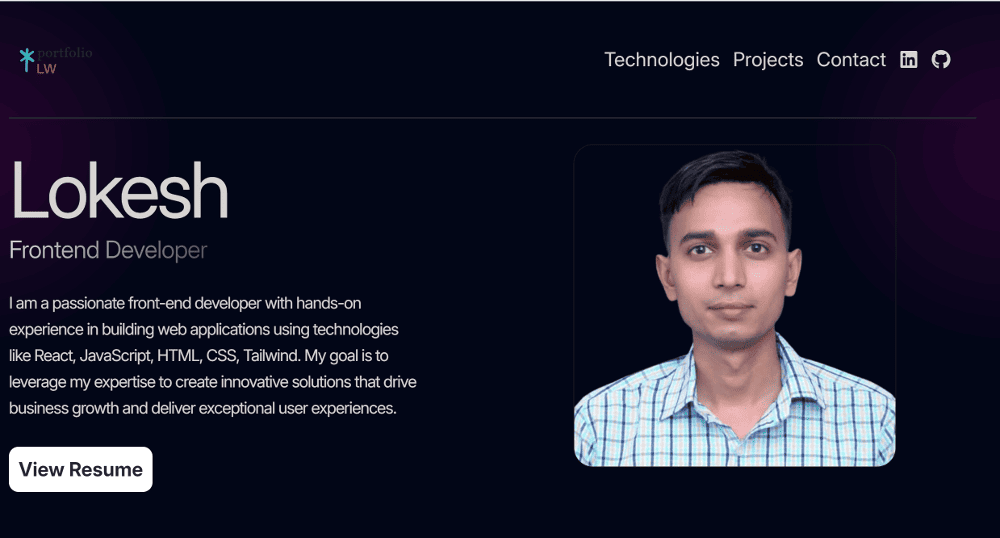 portfolio
LW
Technologies Projects Contact
Lokesh
Frontend Developer
I am a passionate front-end developer with hands-on
experience in building web applications using technologies
like React, JavaScript, HTML, CSS, Tailwind. My goal is to
leverage my expertise to create innovative solutions that drive
business growth and deliver exceptional user experiences.
View Resume